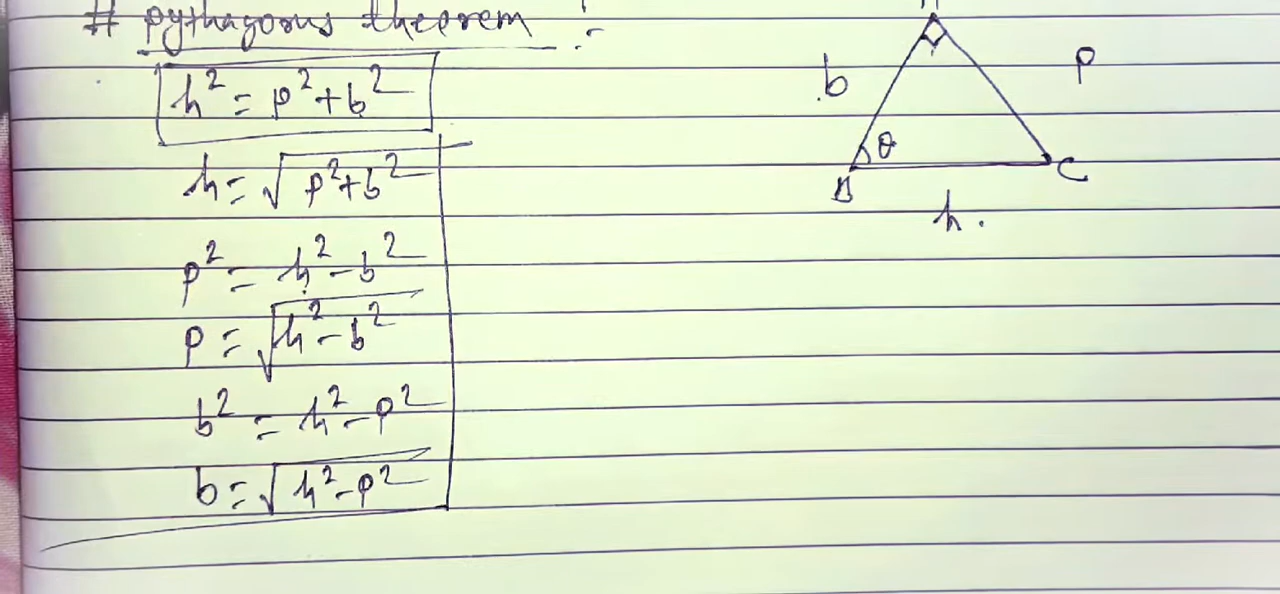 # pythagorus theorem :-
h² = p²+b²
h = √p²+b²
p² = h²-b²
p = √h²-b²
b² = h²-p²
b = √h²-p²
b
p
θ
B
C
h.